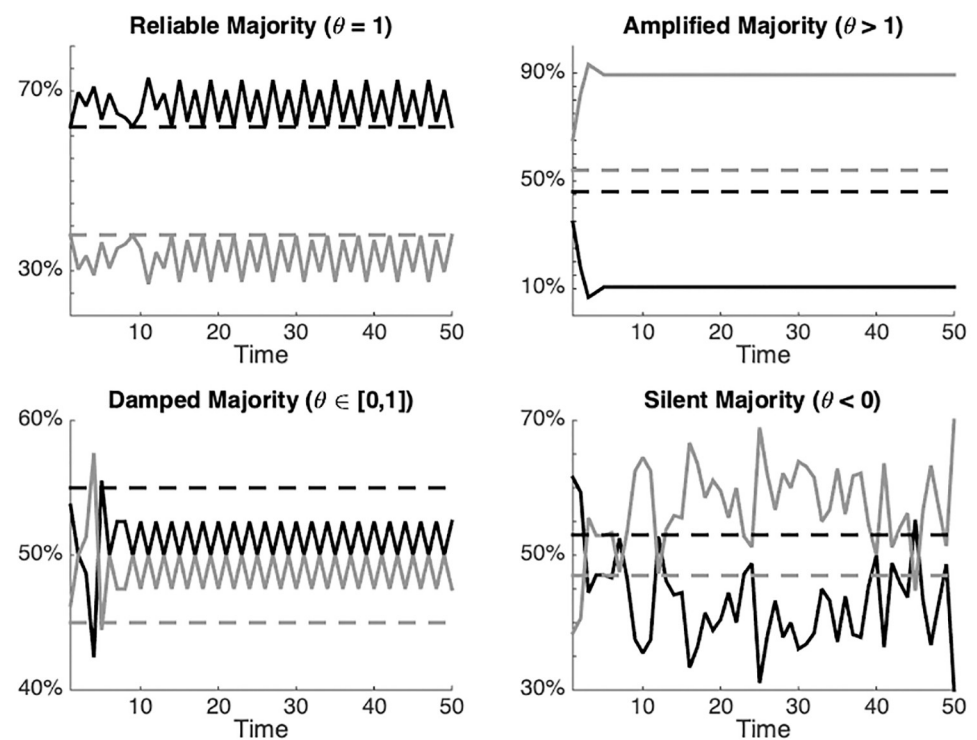 Reliable Majority (θ = 1)
70%
30%
10 20 30 40 50
Time
Amplified Majority (θ > 1)
90%
50%
10%
10 20 30 40 50
Time
Damped Majority (θ ∈ [0,1])
60%
50%
40%
10 20 30 40 50
Time
Silent Majority (θ < 0)
70%
50%
30%
10 20 30 40 50
Time